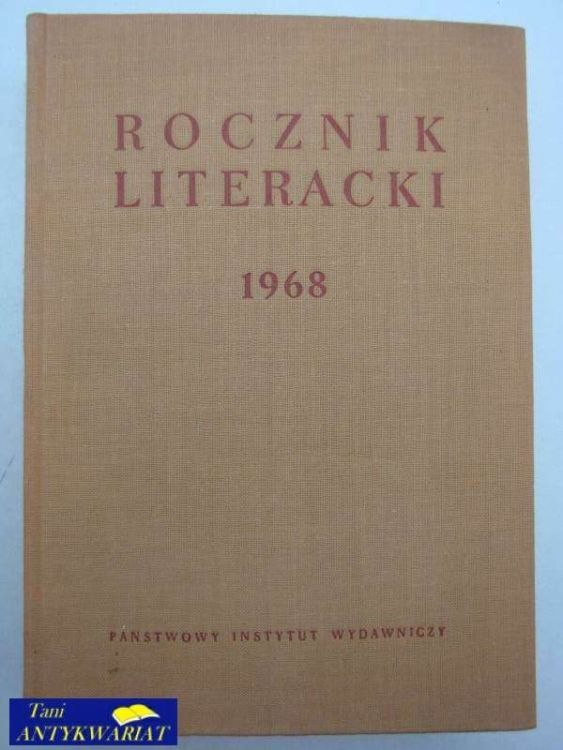 ROCZNIK
LITERACKI
1968
PAŃSTWOWY INSTYTUT WYDAWNICZY
Tani
ANTYKWARIAT